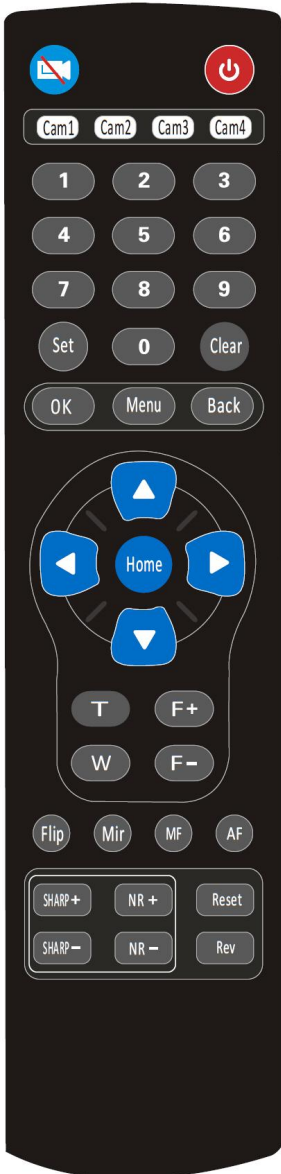 Cam1 Cam2 Cam3 Cam4
1 2 3
4 5 6
7 8 9
Set 0 Clear
OK Menu Back
Home
T F+
W F−
Flip Mir MF AF
SHARP+ NR+ Reset
SHARP− NR− Rev